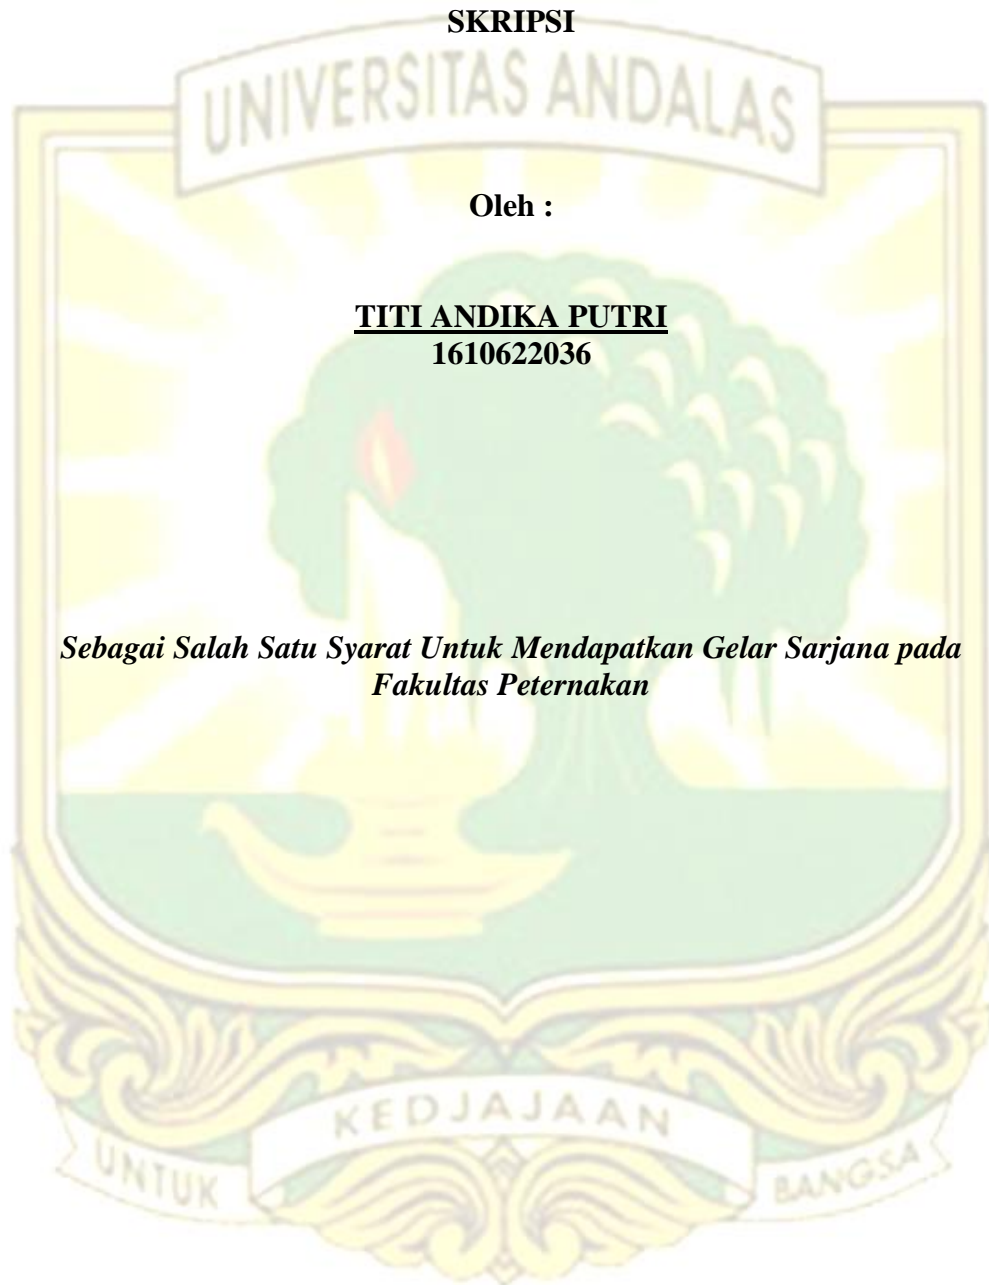 SKRIPSI
UNIVERSITAS ANDALAS
Oleh :
TITI ANDIKA PUTRI
1610622036
Sebagai Salah Satu Syarat Untuk Mendapatkan Gelar Sarjana pada
Fakultas Peternakan
UNTUK KEDJAJAAN BANGSA